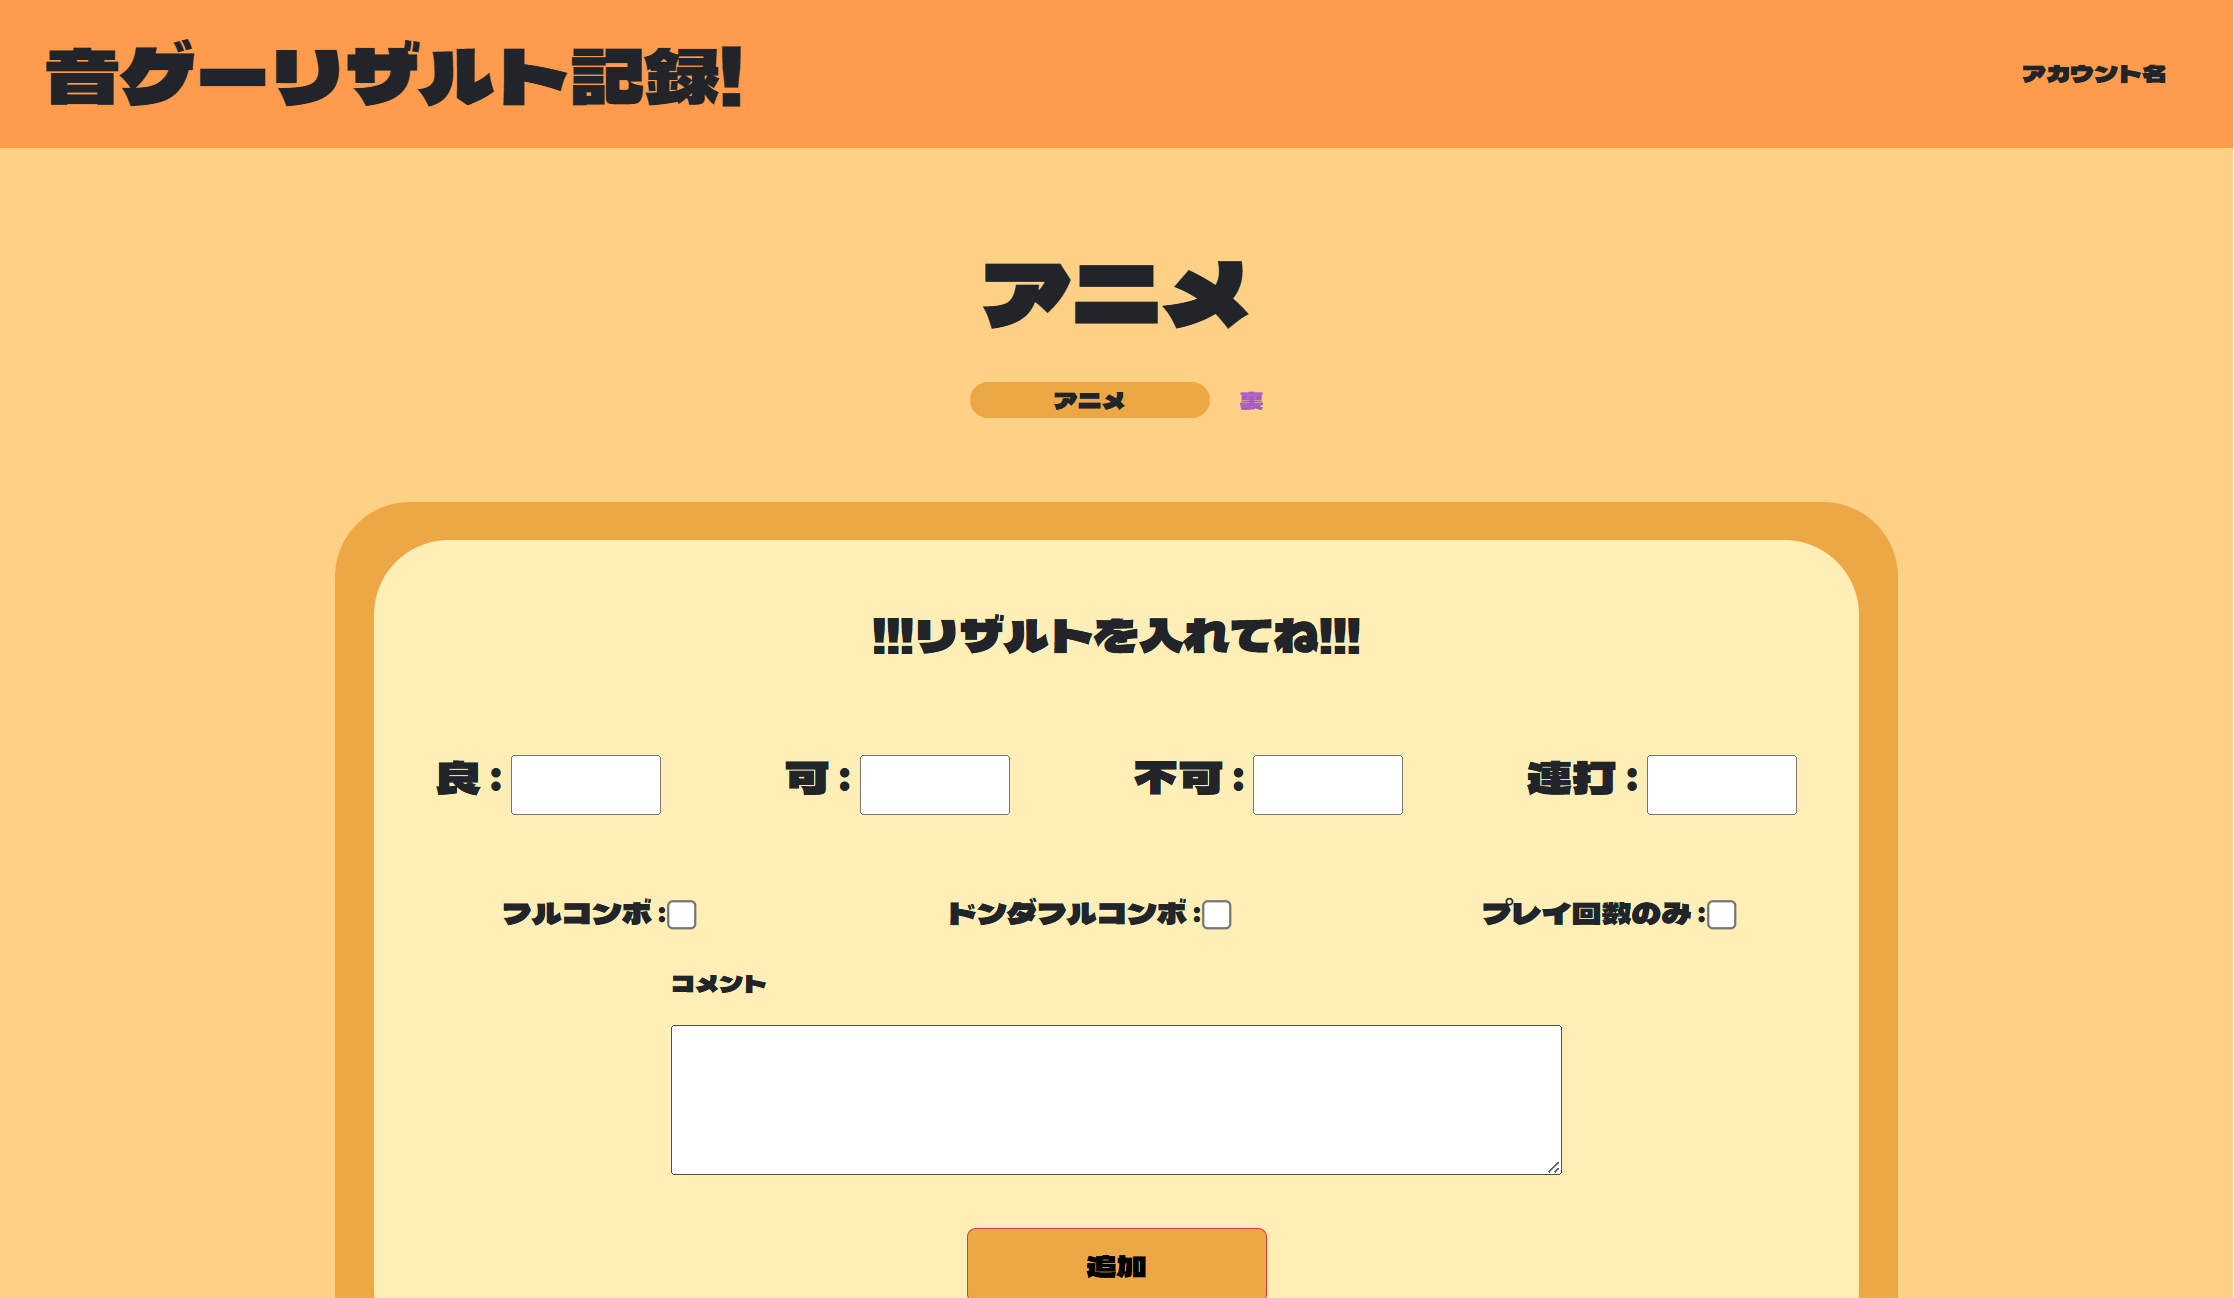 音ゲーリザルト記録!
アカウント名
アニメ
アニメ 裏
!!!リザルトを入れてね!!!
良: 可: 不可: 連打:
フルコンボ: ドンダフルコンボ: プレイ回数のみ:
コメント
追加